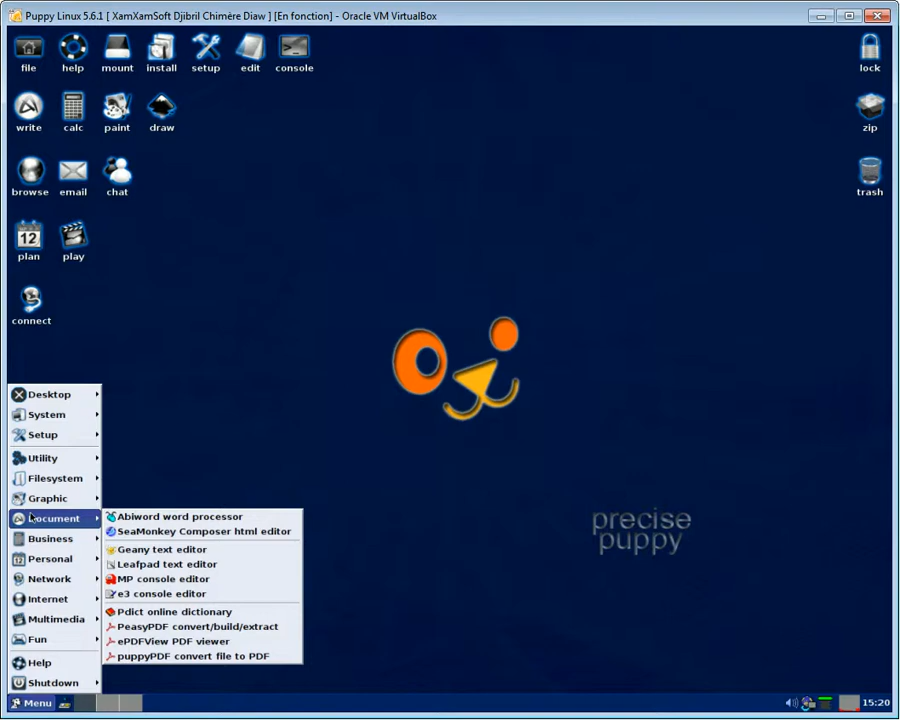 Puppy Linux 5.6.1 [ XamXamSoft Djibril Chimère Diaw ] [En fonction] - Oracle VM VirtualBox
file help mount install setup edit console lock
write calc paint draw zip
browse email chat trash
plan play
connect
Desktop
System
Setup
Utility
Filesystem
Graphic
Document
Business
Personal
Network
Internet
Multimedia
Fun
Help
Shutdown
Abiword word processor
SeaMonkey Composer html editor
Geany text editor
Leafpad text editor
MP console editor
e3 console editor
Pdict online dictionary
PeasyPDF convert/build/extract
ePDFView PDF viewer
puppyPDF convert file to PDF
precise
puppy
Menu 15:20